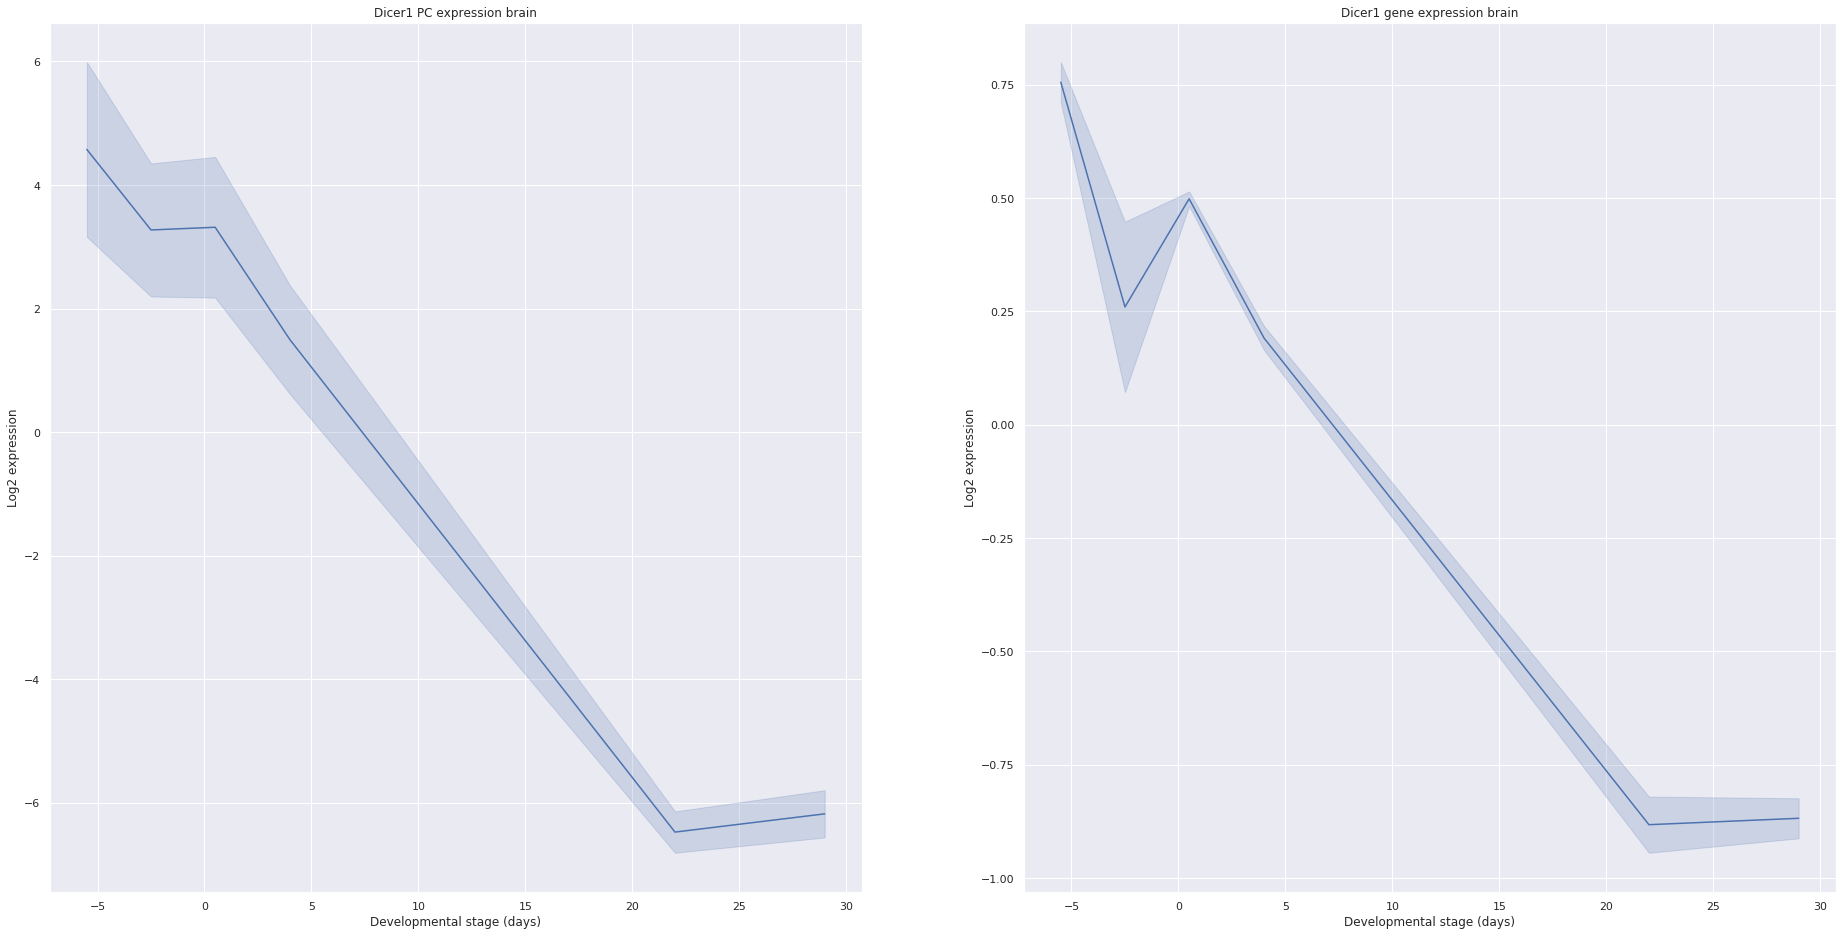 Dicer1 PC expression brain
6
4
2
0
−2
−4
−6
Log2 expression
−5 0 5 10 15 20 25 30
Developmental stage (days)
Dicer1 gene expression brain
0.75
0.50
0.25
0.00
−0.25
−0.50
−0.75
−1.00
Log2 expression
−5 0 5 10 15 20 25 30
Developmental stage (days)